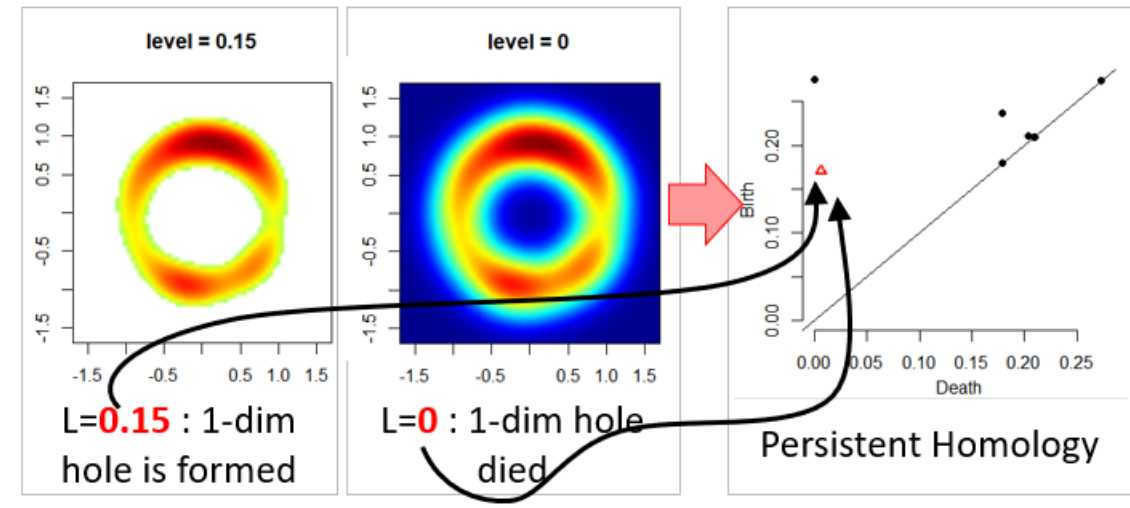 level = 0.15
1.5
1.0
0.5
-0.5
-1.5
-1.5 -0.5 0.5 1.0 1.5
L=0.15 : 1-dim
hole is formed
level = 0
1.5
1.0
0.5
-0.5
-1.5
-1.5 -0.5 0.5 1.0 1.5
L=0 : 1-dim hole
died
Birth
0.20
0.10
0.00
0.00 0.05 0.10 0.15 0.20 0.25
Death
Persistent Homology